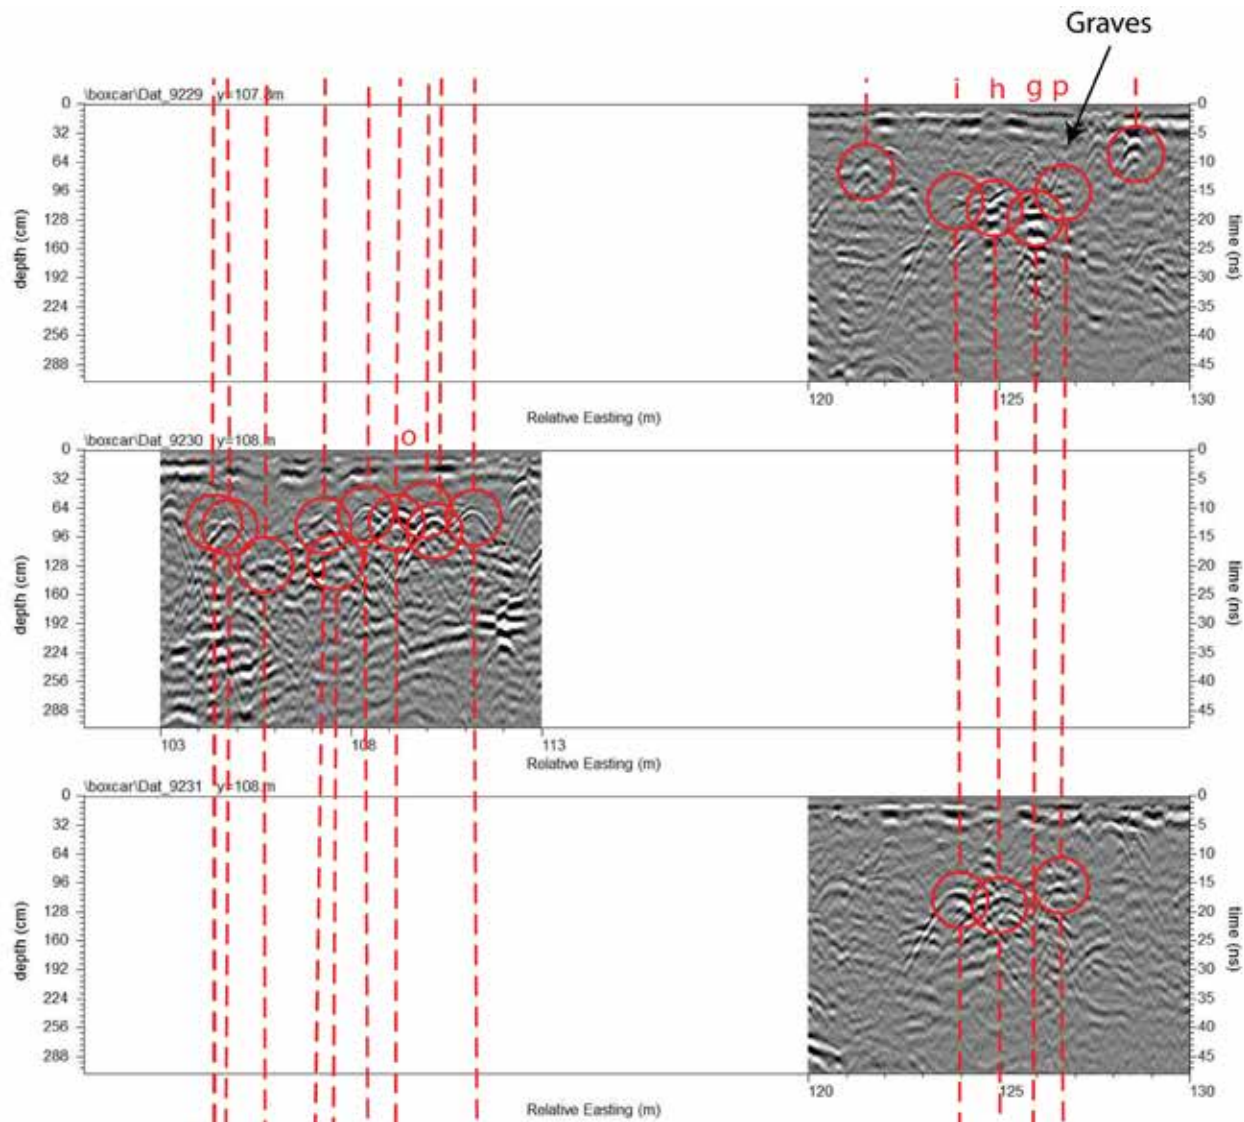 Graves
i h g p
\boxcar\Dat_9229 y=107.8m
0 0
32 5
64 10
96 15
128 20
160 25
192 30
224 35
256 40
288 45
depth (cm)
time (ns)
120 125 130
Relative Easting (m)
o
\boxcar\Dat_9230 y=108.m
0 0
32 5
64 10
96 15
128 20
160 25
192 30
224 35
256 40
288 45
depth (cm)
time (ns)
103 108 113
Relative Easting (m)
\boxcar\Dat_9231 y=108.m
0 0
32 5
64 10
96 15
128 20
160 25
192 30
224 35
256 40
288 45
depth (cm)
time (ns)
120 125 130
Relative Easting (m)